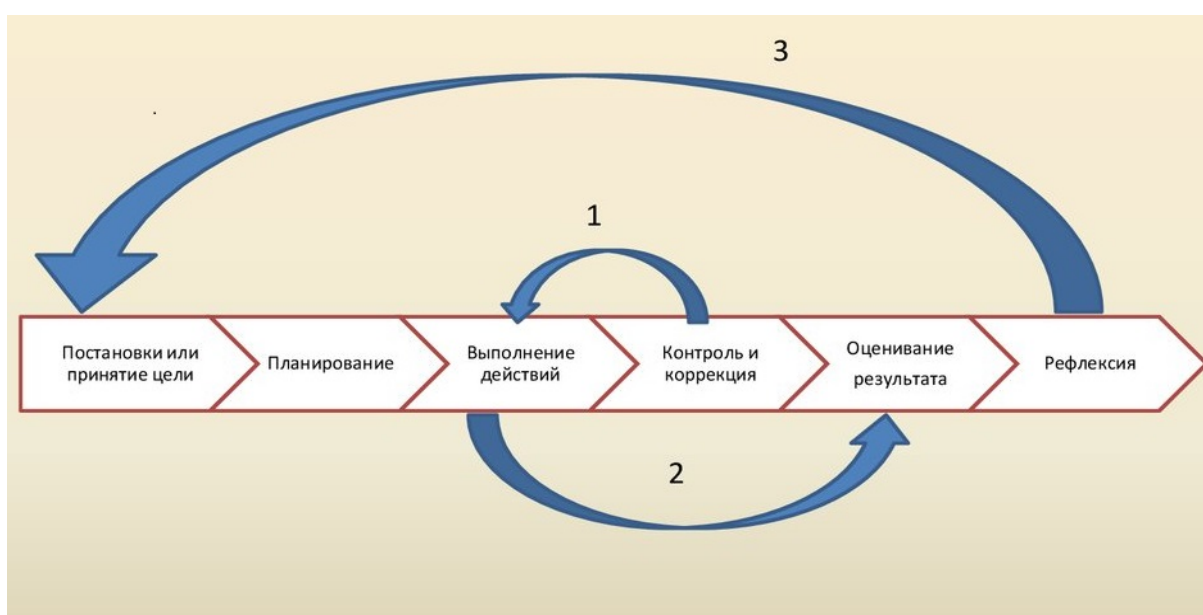 3
1
Постановки или
принятие цели
Планирование
Выполнение
действий
Контроль и
коррекция
Оценивание
результата
Рефлексия
2